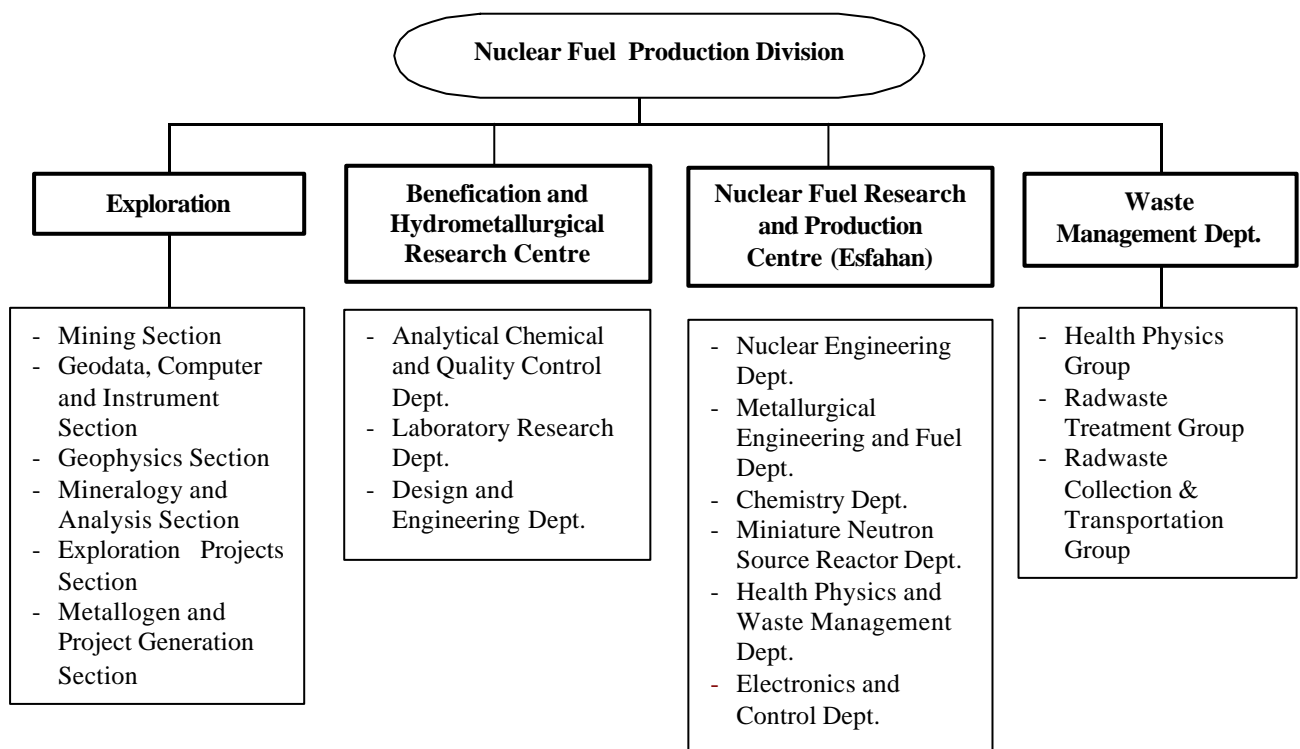 Nuclear Fuel Production Division
Exploration
Benefication and
Hydrometallurgical
Research Centre
Nuclear Fuel Research
and Production
Centre (Esfahan)
Waste
Management Dept.
- Mining Section
- Geodata, Computer
and Instrument
Section
- Geophysics Section
- Mineralogy and
Analysis Section
- Exploration Projects
Section
- Metallogen and
Project Generation
Section
- Analytical Chemical
and Quality Control
Dept.
- Laboratory Research
Dept.
- Design and
Engineering Dept.
- Nuclear Engineering
Dept.
- Metallurgical
Engineering and Fuel
Dept.
- Chemistry Dept.
- Miniature Neutron
Source Reactor Dept.
- Health Physics and
Waste Management
Dept.
- Electronics and
Control Dept.
- Health Physics
Group
- Radwaste
Treatment Group
- Radwaste
Collection &
Transportation
Group